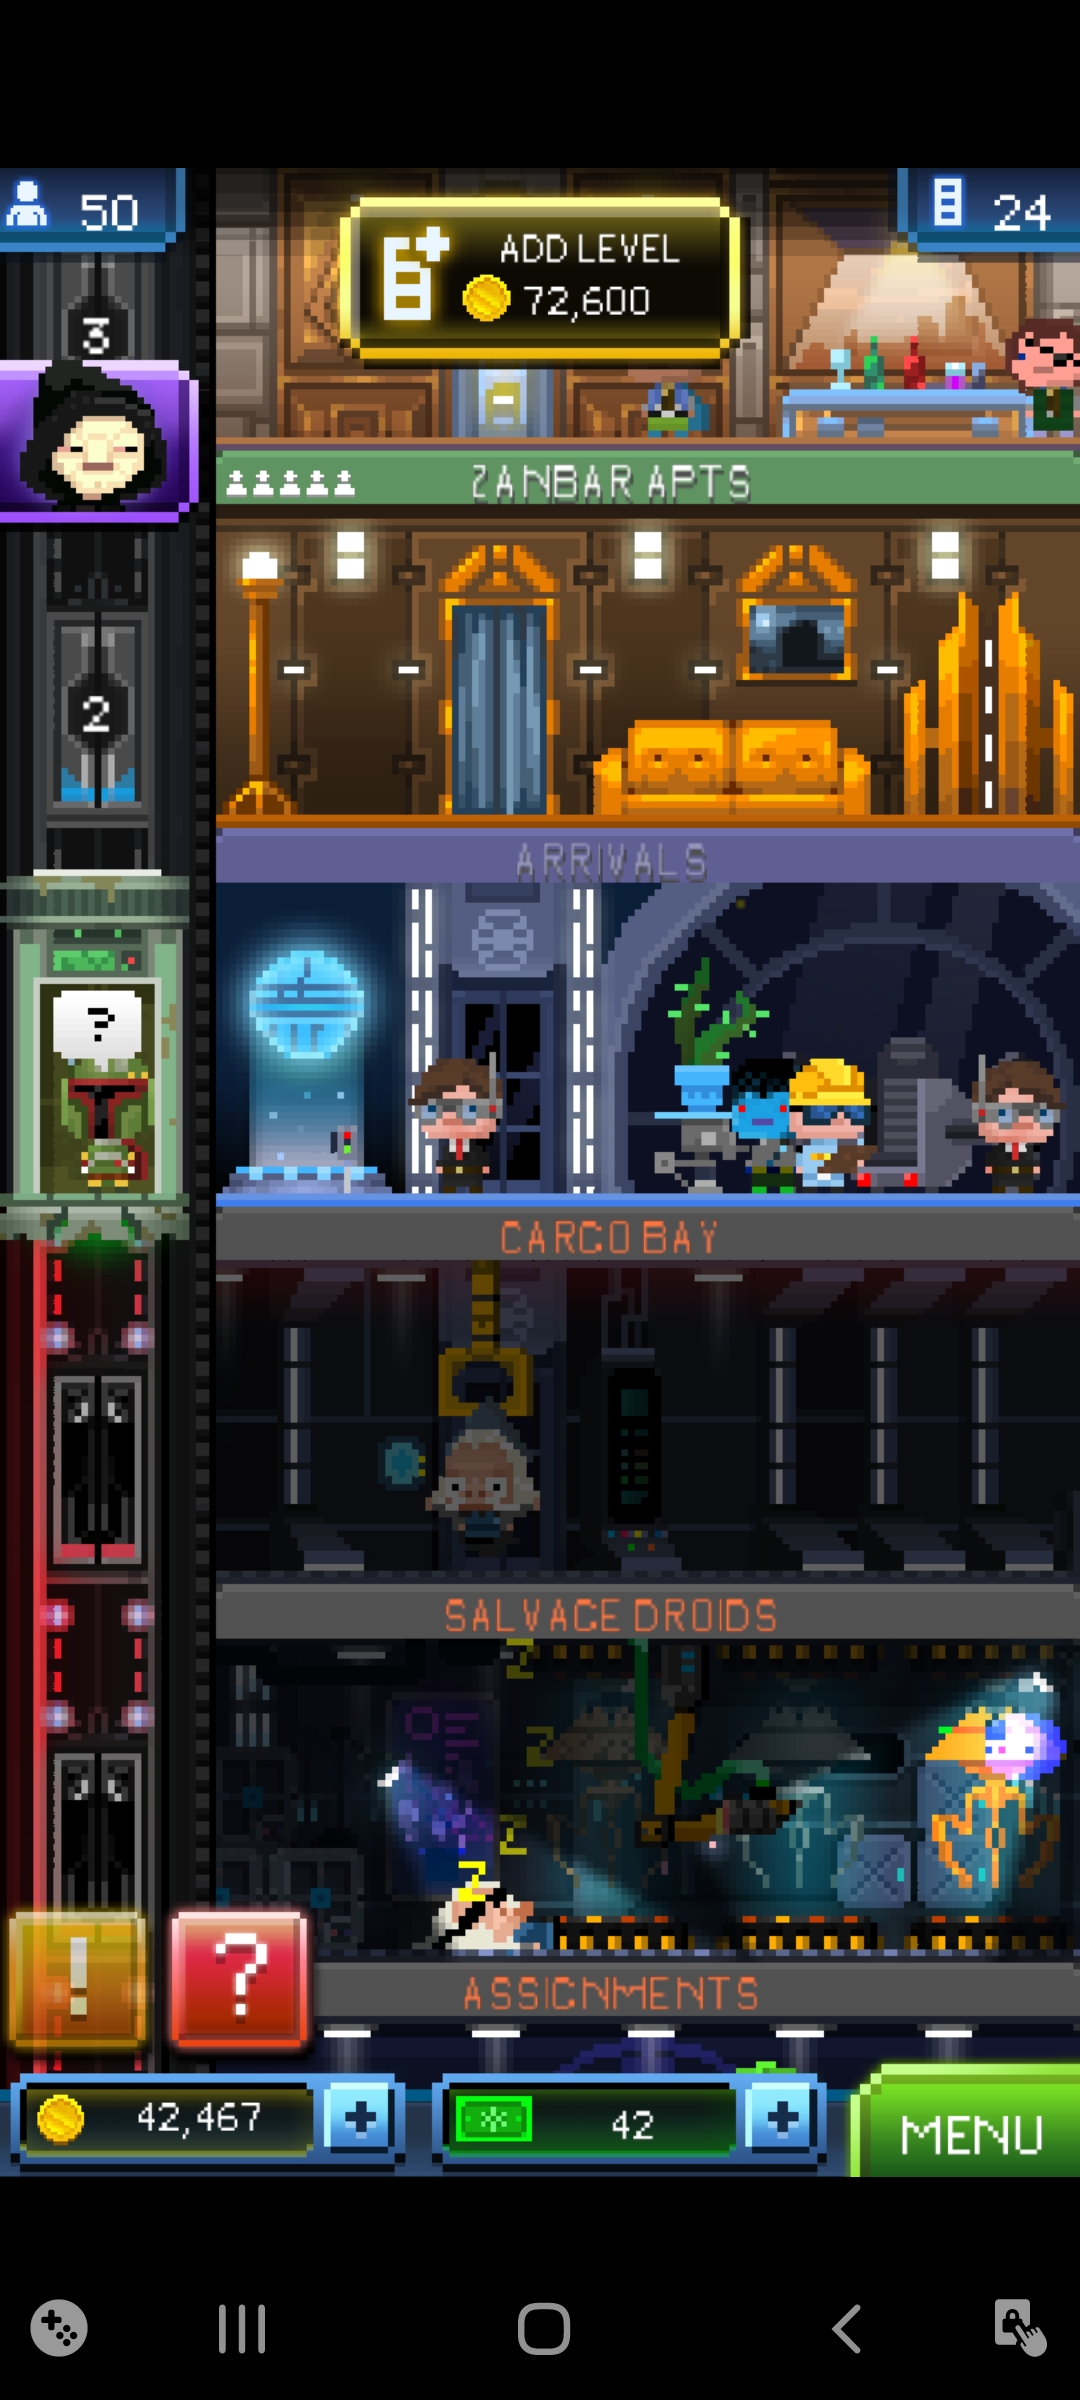 50
ADD LEVEL
72,600
24
3
ZANBAR APTS
2
ARRIVALS
?
CARGO BAY
SALVAGE DROIDS
Z
Z
Z
Z
!
?
ASSIGNMENTS
42,467
+
42
+
MENU